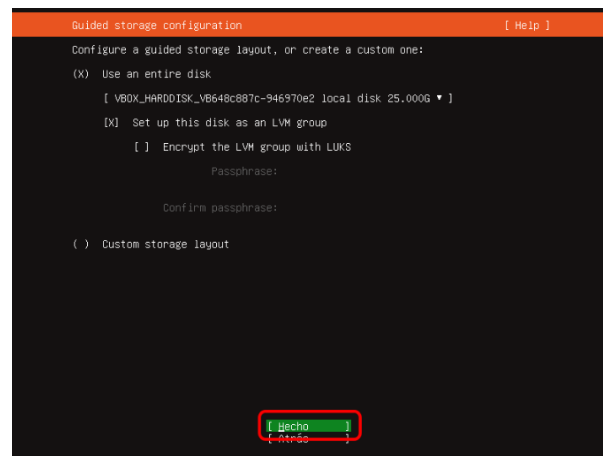 Guided storage configuration [ Help ]
Configure a guided storage layout, or create a custom one:
(X) Use an entire disk
[ VBOX_HARDDISK_VB648c887c-946970e2 local disk 25.000G ▾ ]
[X] Set up this disk as an LVM group
[ ] Encrypt the LVM group with LUKS
Passphrase:
Confirm passphrase:
( ) Custom storage layout
[ Hecho ]
[ Atrás ]